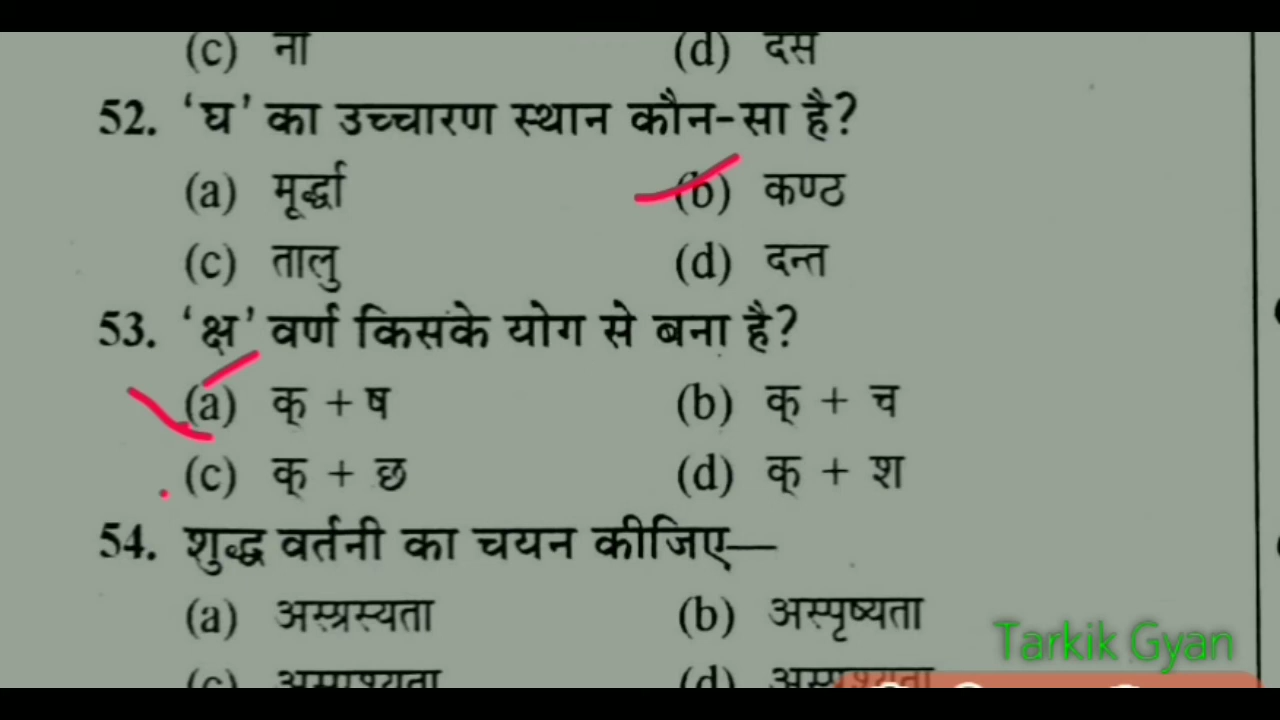 (c) नौ (d) दस
52. ‘घ’ का उच्चारण स्थान कौन-सा है?
(a) मूर्द्धा (b) कण्ठ
(c) तालु (d) दन्त
53. ‘क्ष’ वर्ण किसके योग से बना है?
(a) क् + ष (b) क् + च
(c) क् + छ (d) क् + श
54. शुद्ध वर्तनी का चयन कीजिए—
(a) अस्प्रस्यता (b) अस्पृष्यता
(c) (d)
Tarkik Gyan